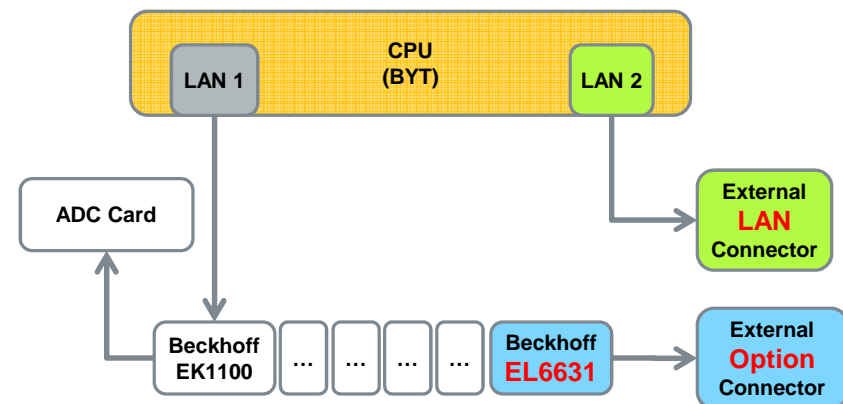 CPU
(BYT)
LAN 1
LAN 2
ADC Card
External
LAN
Connector
Beckhoff
EK1100
...
...
...
...
Beckhoff
EL6631
External
Option
Connector